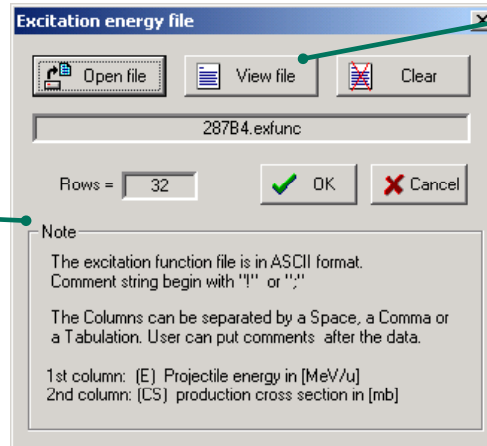 Excitation energy file
Open file View file Clear
287B4.exfunc
Rows = 32 OK Cancel
Note
The excitation function file is in ASCII format.
Comment string begin with "!" or ";"
The Columns can be separated by a Space, a Comma or
a Tabulation. User can put comments after the data.
1st column: (E) Projectile energy in [MeV/u]
2nd column: (CS) production cross section in [mb]